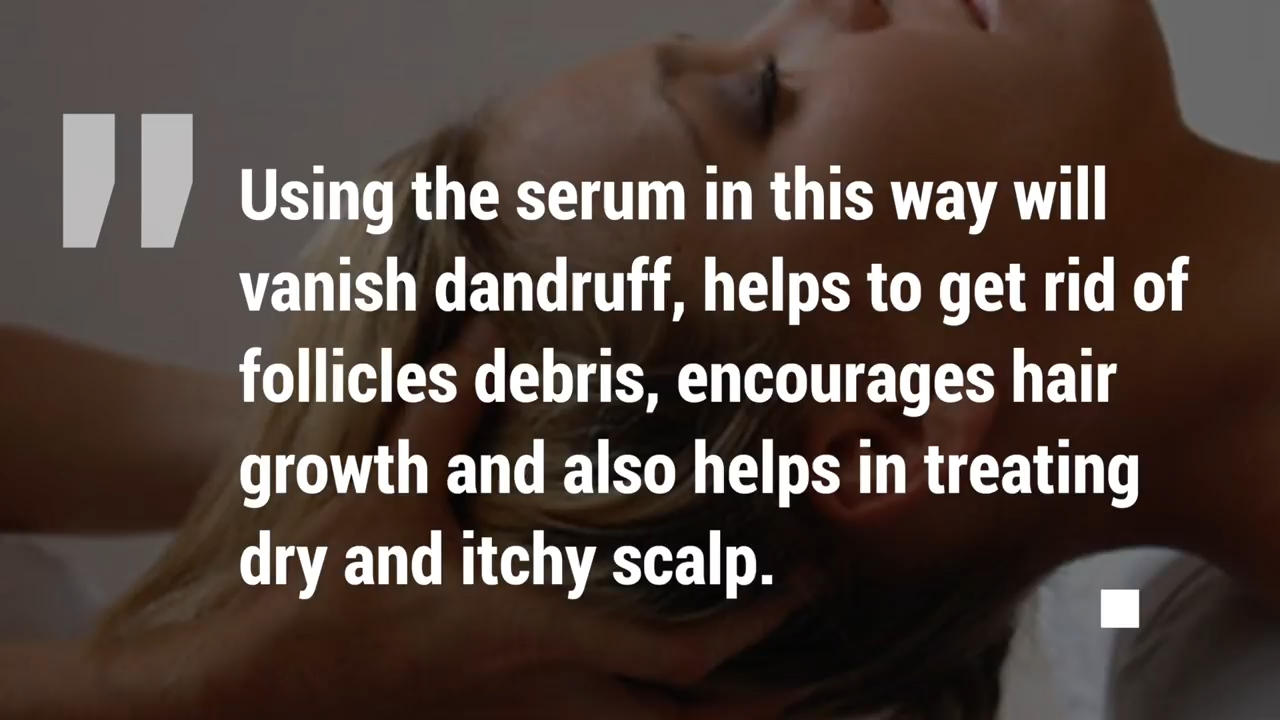 Using the serum in this way will
vanish dandruff, helps to get rid of
follicles debris, encourages hair
growth and also helps in treating
dry and itchy scalp.